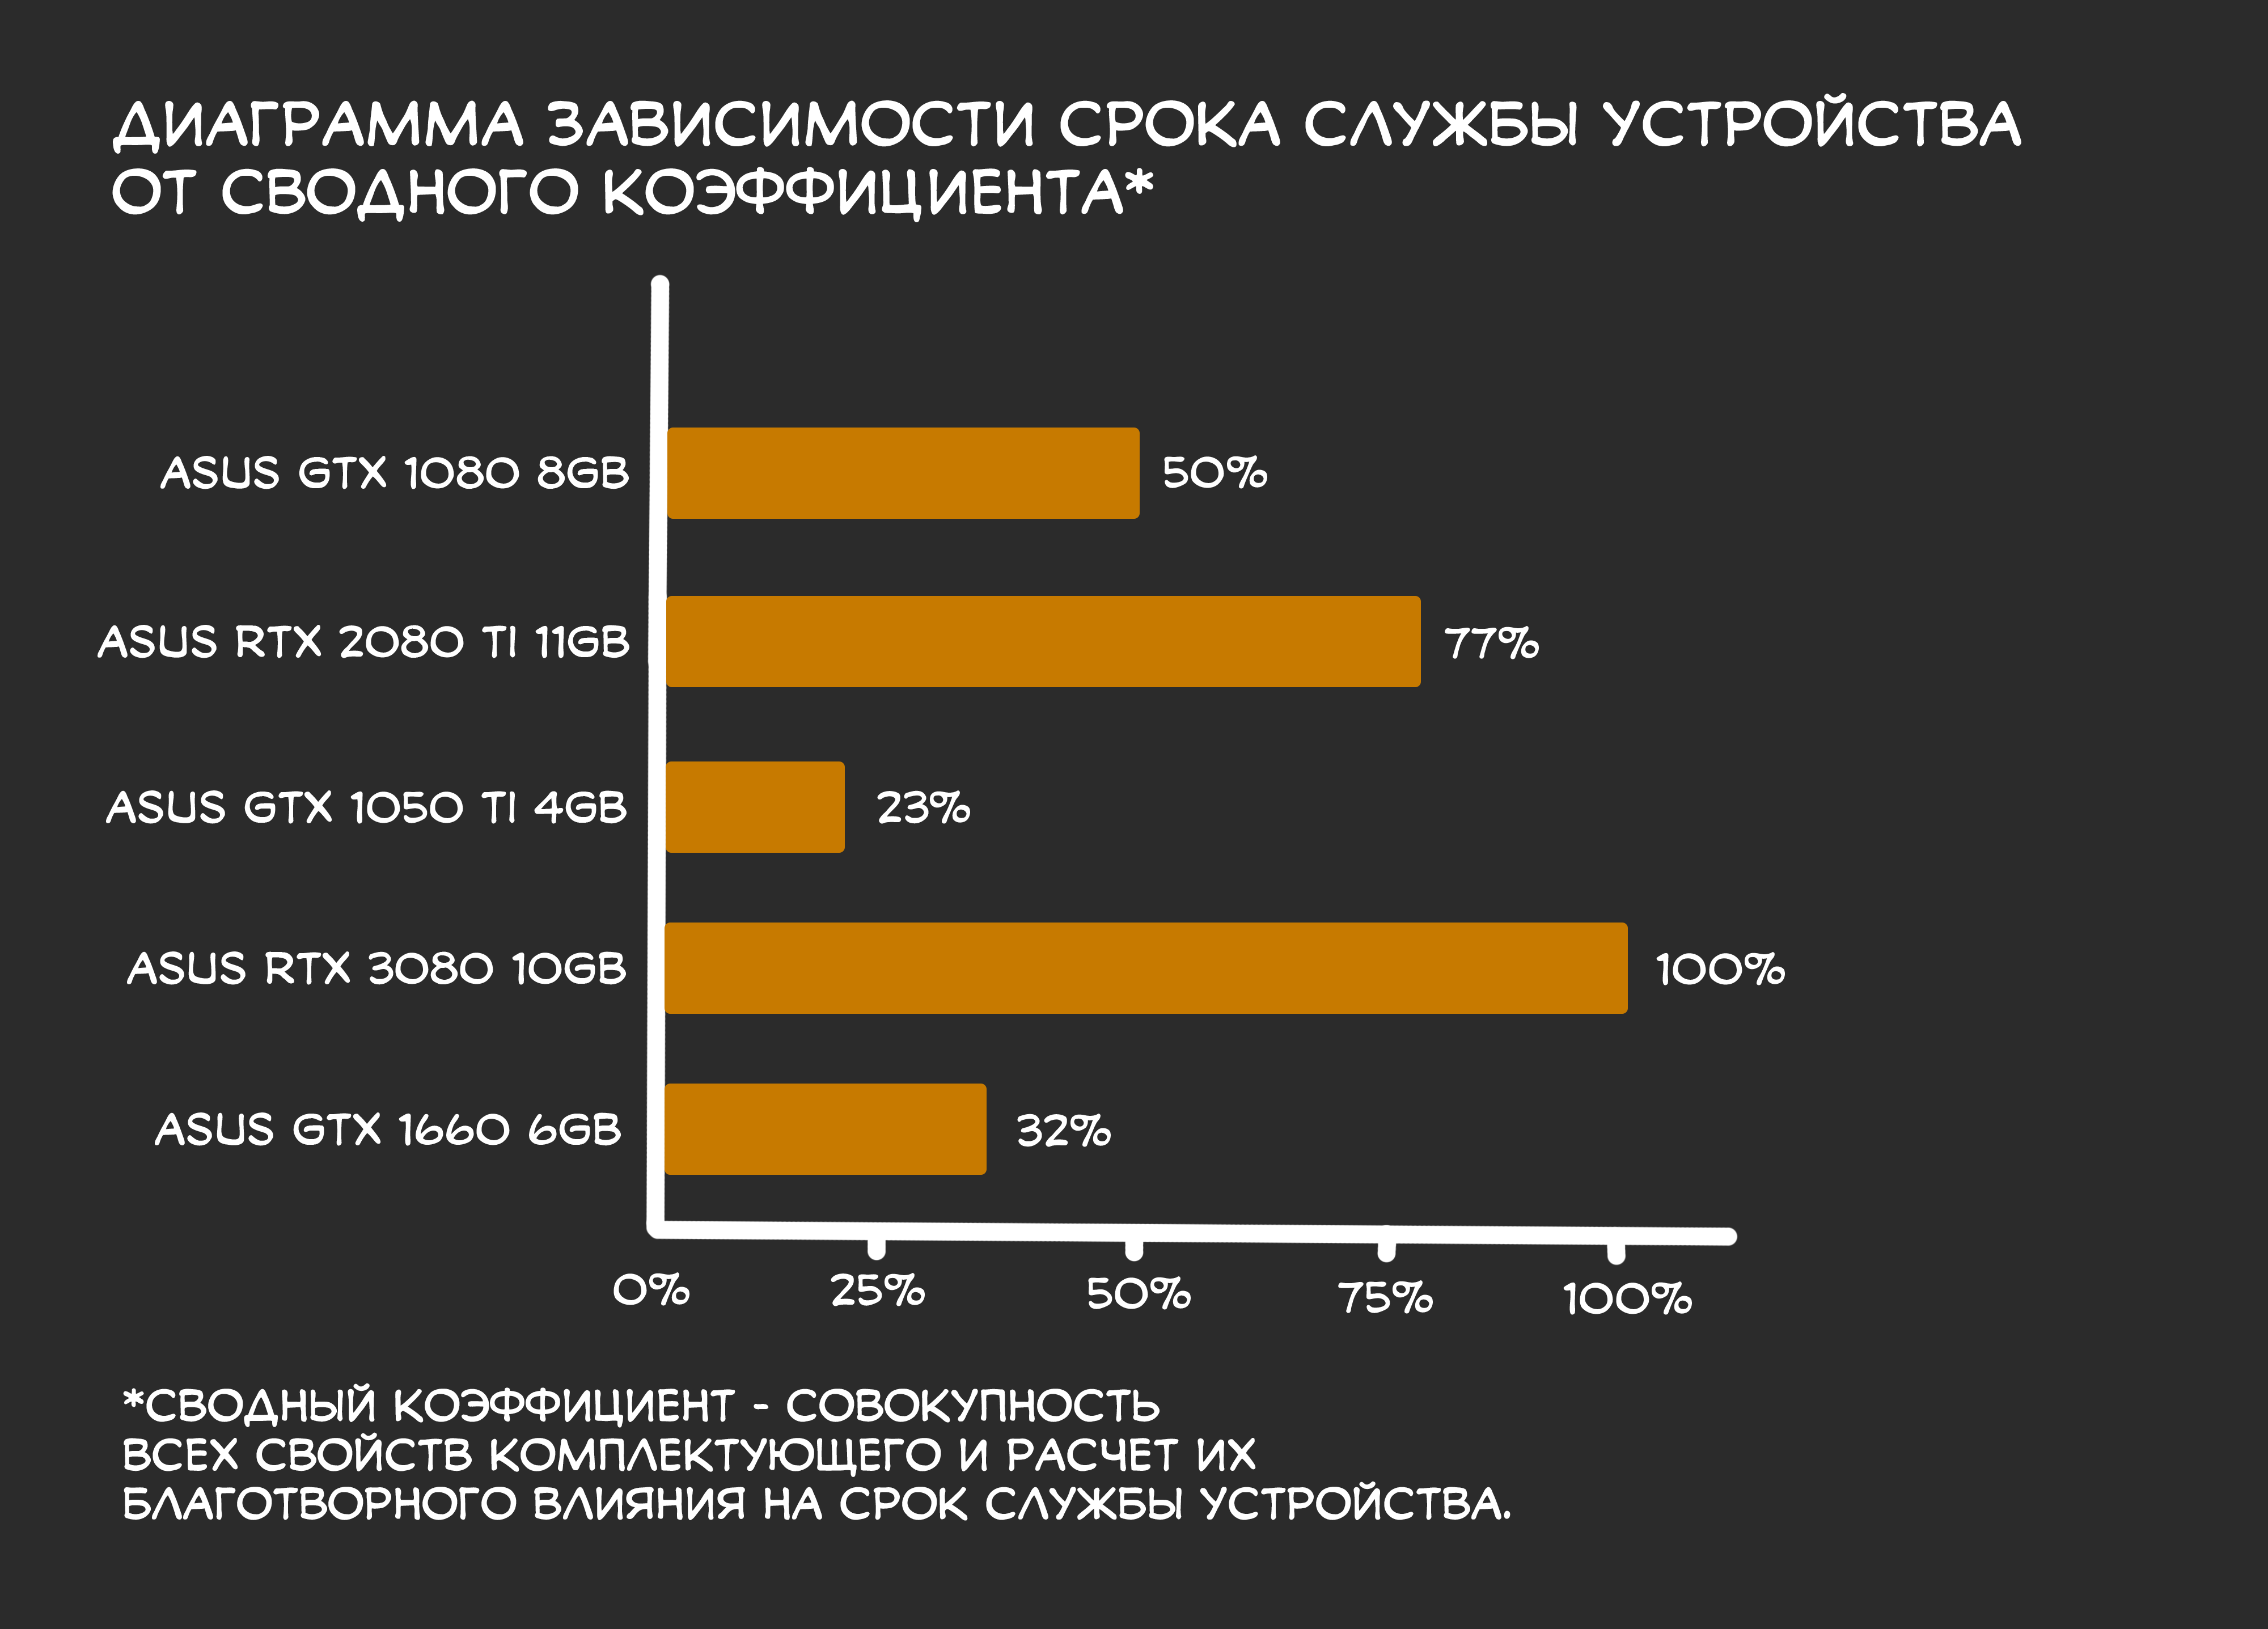 ДИАГРАММА ЗАВИСИМОСТИ СРОКА СЛУЖБЫ УСТРОЙСТВА
ОТ СВОДНОГО КОЭФФИЦИЕНТА*
ASUS GTX 1080 8GB 50%
ASUS RTX 2080 TI 11GB 77%
ASUS GTX 1050 TI 4GB 23%
ASUS RTX 3080 10GB 100%
ASUS GTX 1660 6GB 32%
0% 25% 50% 75% 100%
*СВОДНЫЙ КОЭФФИЦИЕНТ - СОВОКУПНОСТЬ
ВСЕХ СВОЙСТВ КОМПЛЕКТУЮЩЕГО И РАСЧЕТ ИХ
БЛАГОТВОРНОГО ВЛИЯНИЯ НА СРОК СЛУЖБЫ УСТРОЙСТВА.